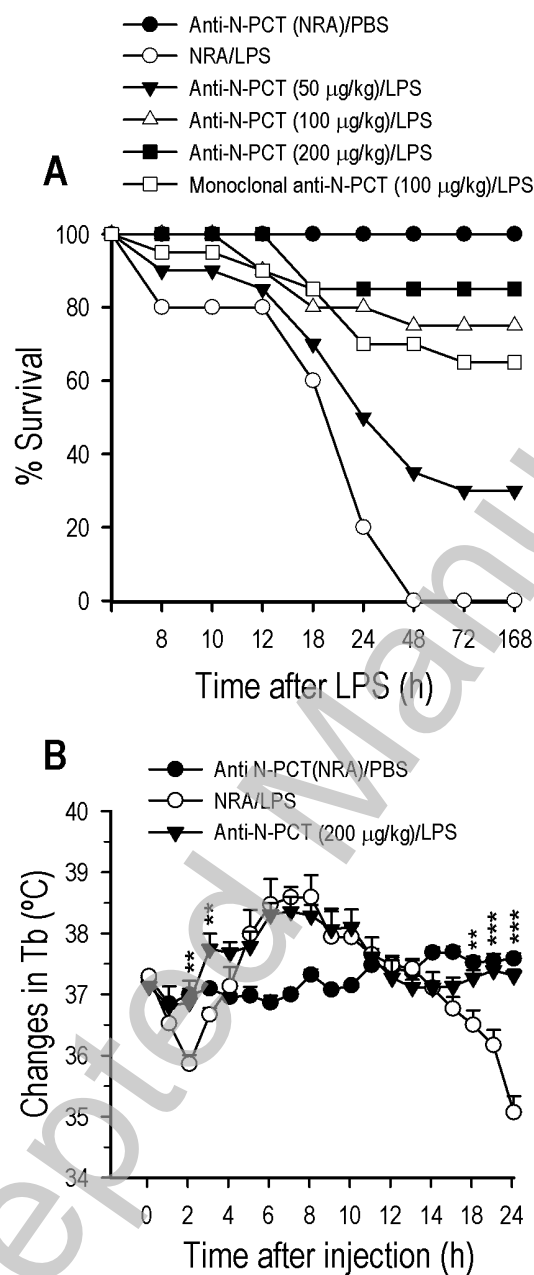 Anti-N-PCT (NRA)/PBS
NRA/LPS
Anti-N-PCT (50 μg/kg)/LPS
Anti-N-PCT (100 μg/kg)/LPS
Anti-N-PCT (200 μg/kg)/LPS
Monoclonal anti-N-PCT (100 μg/kg)/LPS
A
100
80
60
40
20
0
% Survival
8 10 12 18 24 48 72 168
Time after LPS (h)
B
Anti N-PCT(NRA)/PBS
NRA/LPS
Anti-N-PCT (200 μg/kg)/LPS
40
39
38
37
36
35
34
Changes in Tb (ºC)
** ** ** *** ***
0 2 4 6 8 10 12 14 18 24
Time after injection (h)
epted Manu